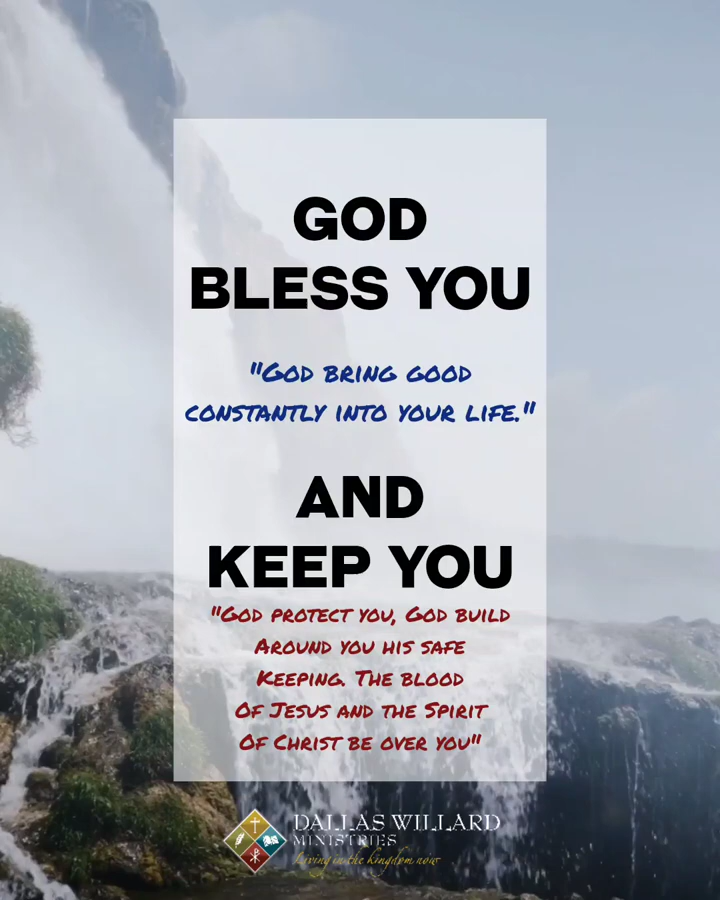 GOD
BLESS YOU
"God bring good
constantly into your life."
AND
KEEP YOU
"God protect you, God build
Around you his safe
Keeping. The blood
Of Jesus and the Spirit
Of Christ be over you"
DALLAS WILLARD
MINISTRIES
Living in the kingdom now